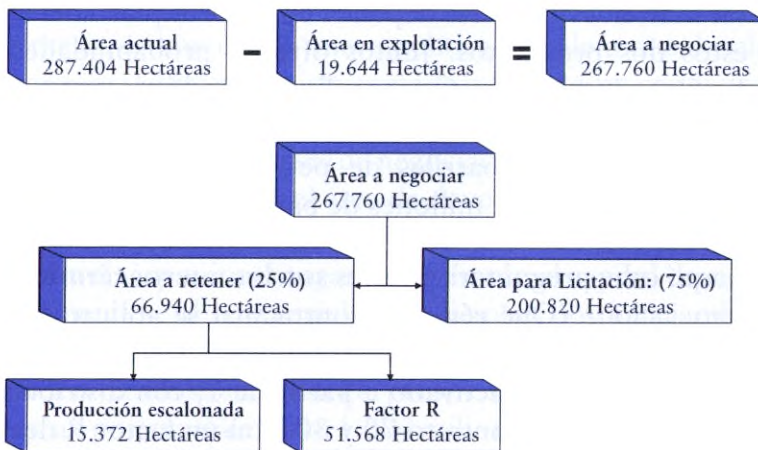 Área actual
287.404 Hectáreas
-
Área en explotación
19.644 Hectáreas
=
Área a negociar
267.760 Hectáreas
Área a negociar
267.760 Hectáreas
Área a retener (25%)
66.940 Hectáreas
Área para Licitación: (75%)
200.820 Hectáreas
Producción escalonada
15.372 Hectáreas
Factor R
51.568 Hectáreas